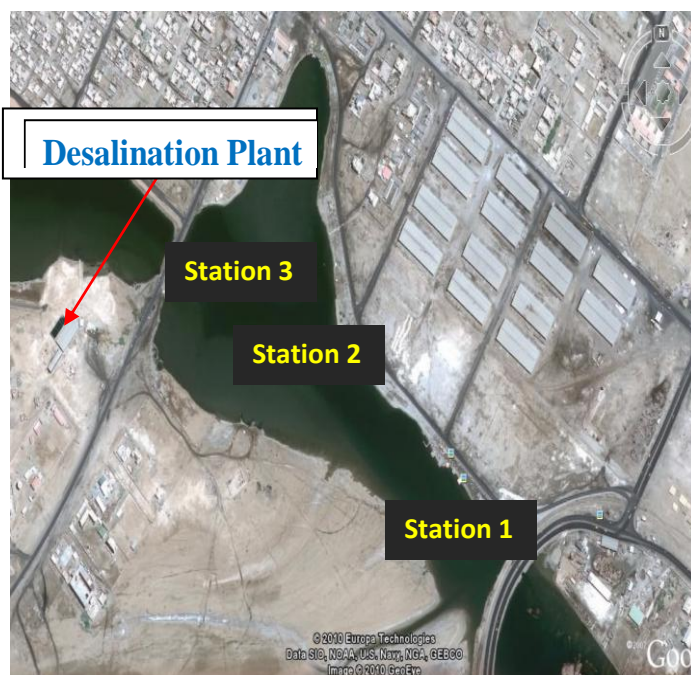 N
Desalination Plant
Station 3
Station 2
Station 1
© 2010 Europa Technologies
Data SIO, NOAA, U.S. Navy, NGA, GEBCO
Image © 2010 GeoEye
Goo